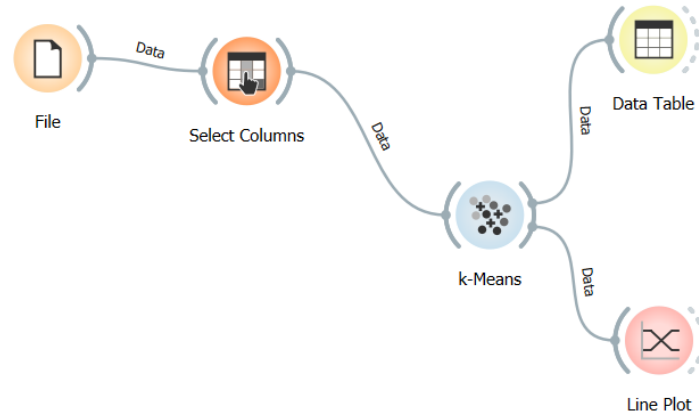 Data
File
Select Columns
Data
k-Means
Data
Data Table
Data
Line Plot